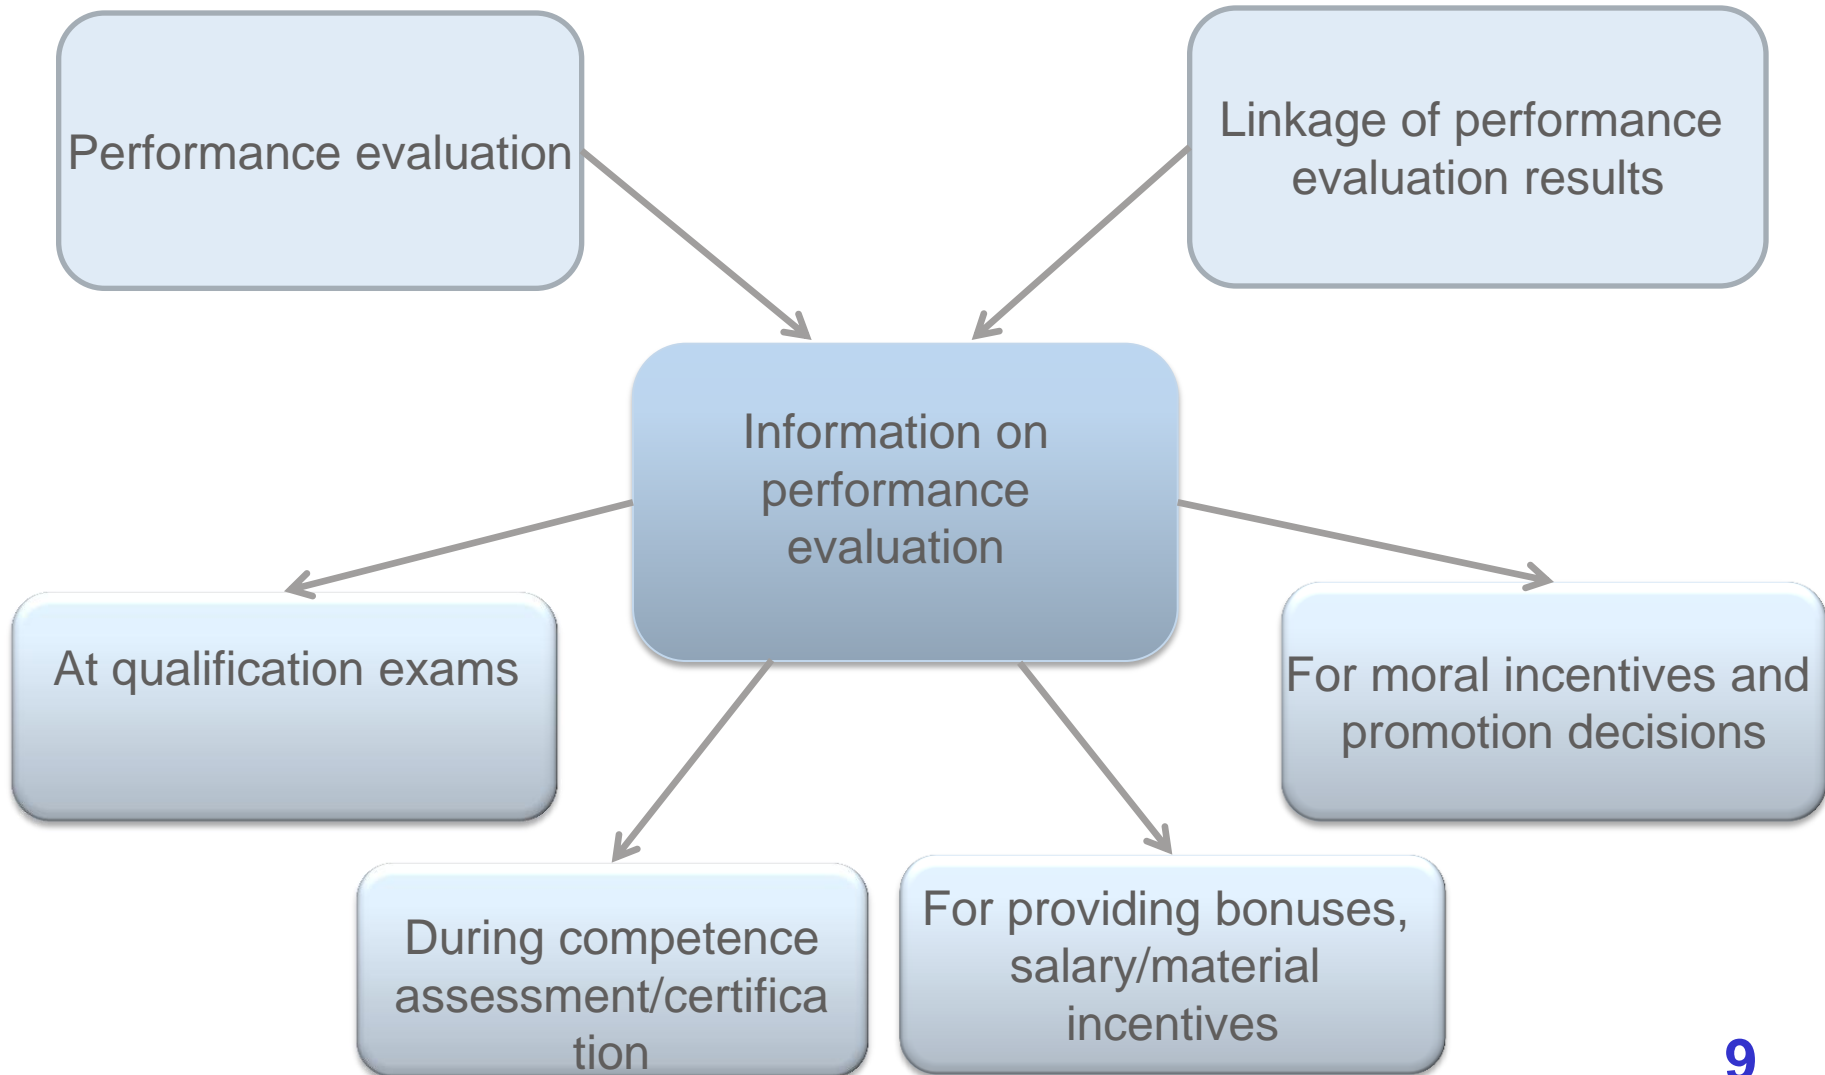 Performance evaluation
Linkage of performance
evaluation results
Information on
performance
evaluation
At qualification exams
For moral incentives and
promotion decisions
During competence
assessment/certifica
tion
For providing bonuses,
salary/material
incentives
9